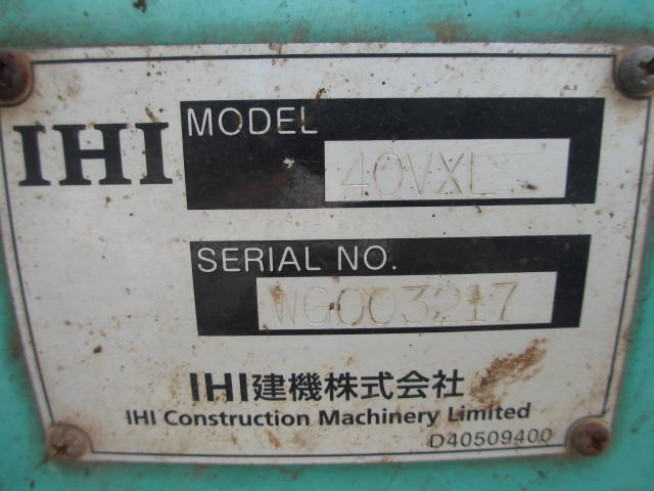 IHI
MODEL
40VXL
SERIAL NO.
WG003217
IHI建機株式会社
IHI Construction Machinery Limited
D40509400